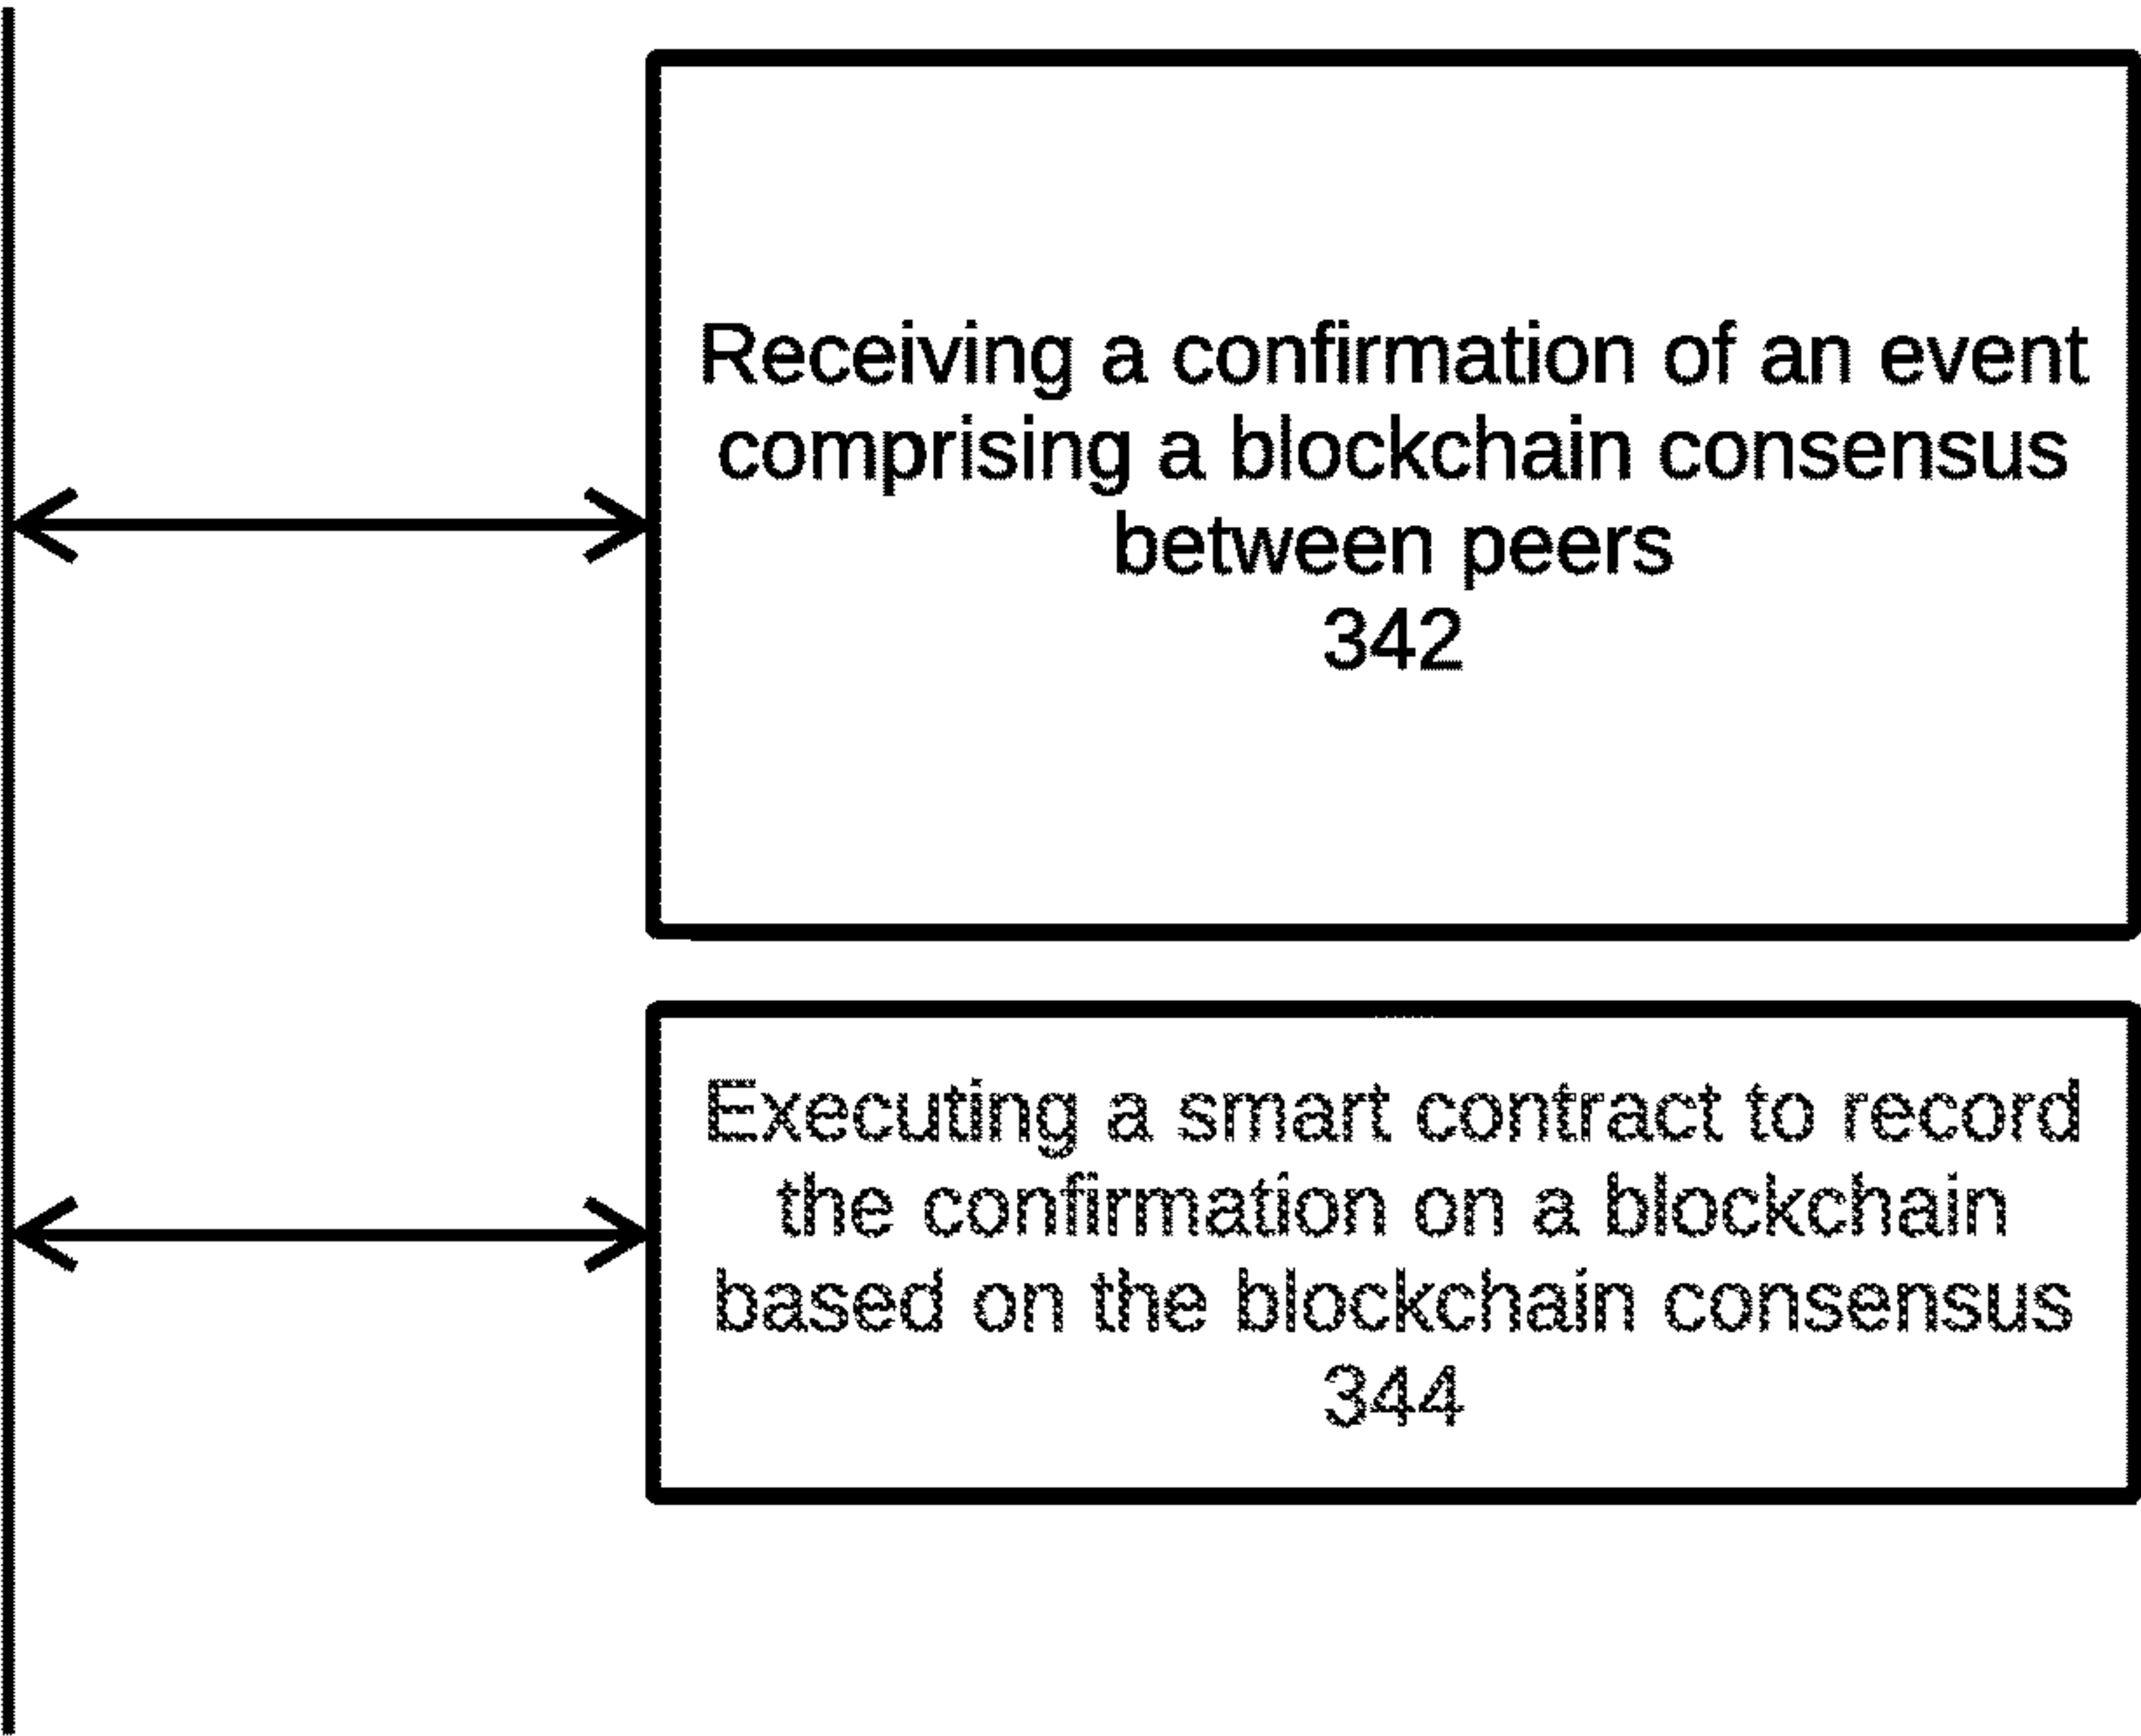 Receiving a confirmation of an event
comprising a blockchain consensus
between peers
342
Executing a smart contract to record
the confirmation on a blockchain
based on the blockchain consensus
344